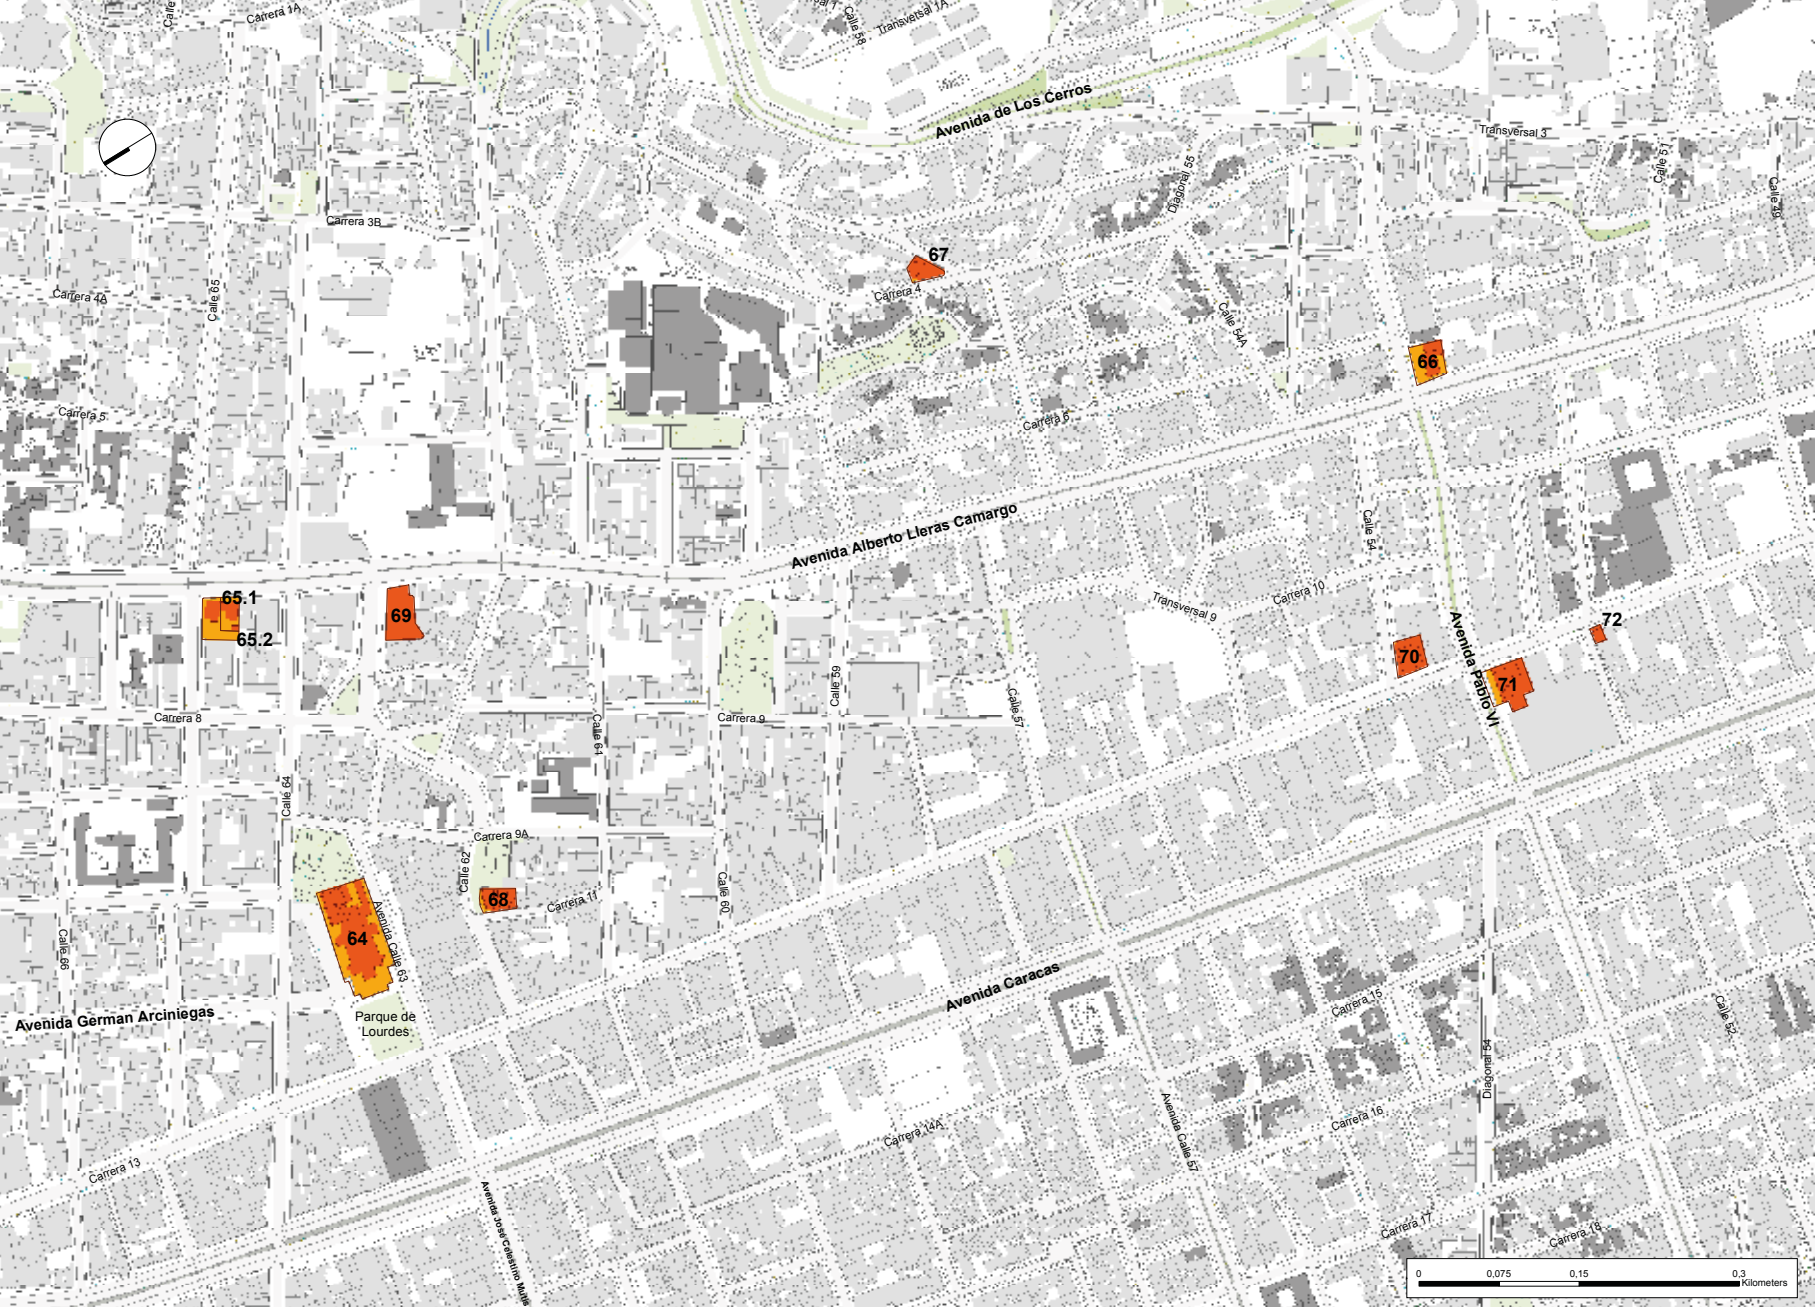 Calle
Carrera 1A
Calle 58
Transversal 1A
Avenida de Los Cerros
Transversal 3
Calle 51
Diagonal 55
Calle 49
Carrera 3B
67
Carrera 4A
Calle 65
Calle 65
Carrera 4
Calle 54A
66
Carrera 5
Carrera 6
Avenida Alberto Lleras Camargo
Calle 54
65.1
69
Transversal 9
Carrera 10
72
65.2
70
Avenida Pablo VI
71
Calle 59
Calle 57
Carrera 8
Calle 61
Carrera 9
Calle 64
Carrera 9A
Calle 62
68
Carrera 11
Calle 60
64
Avenida Calle 63
Calle 66
Avenida Caracas
Carrera 15
Calle 52
Avenida German Arciniegas
Parque de
Lourdes
Diagonal 54
Carrera 14A
Avenida Calle 57
Carrera 16
Carrera 13
Avenida José Celestino Mutis
Carrera 17
Carrera 18
0
0,075
0,15
0,3
Kilometers